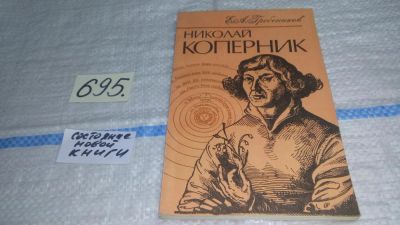 695.
состояние
новой
книги
Е.А. Гребеников
НИКОЛАЙ
КОПЕРНИК